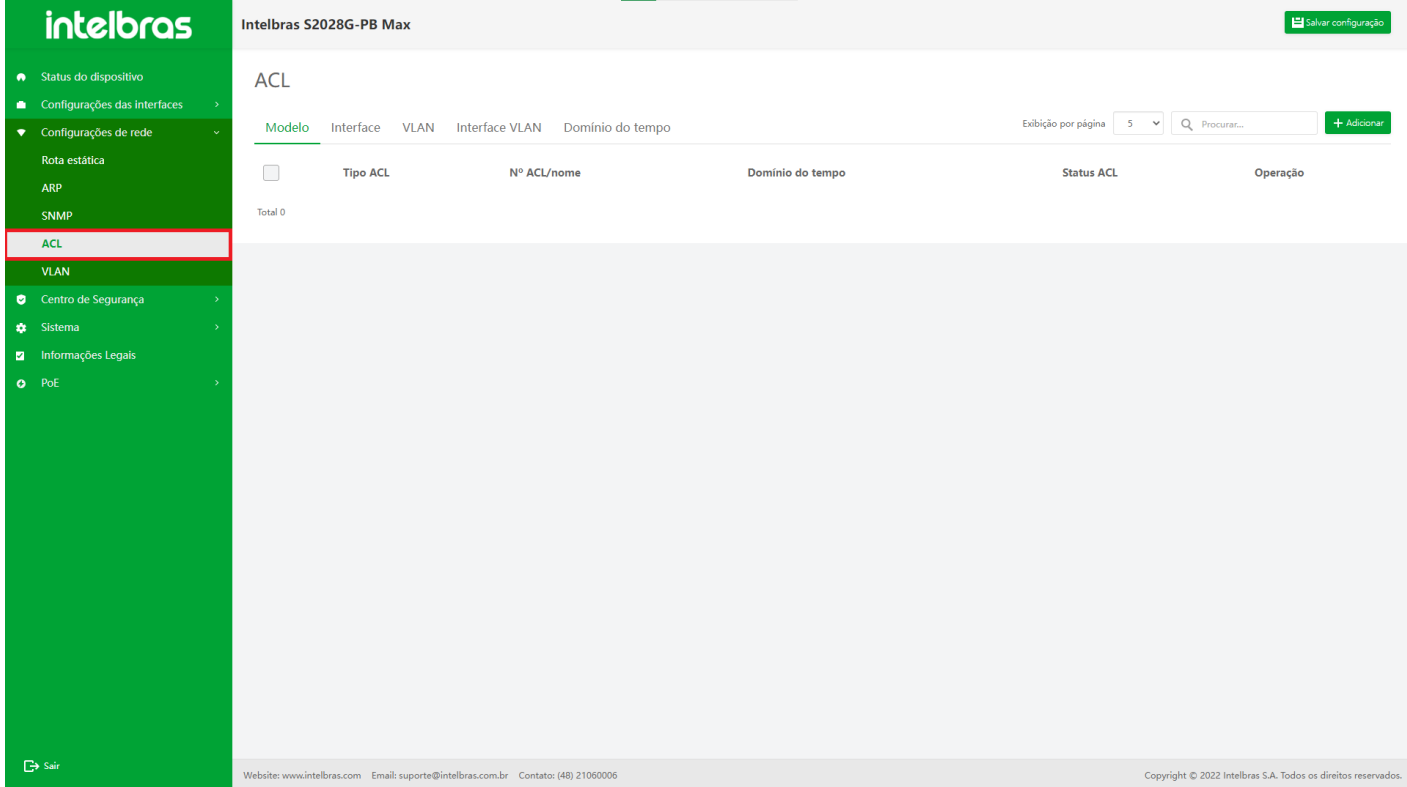 intelbras
Intelbras S2028G-PB Max
Salvar configuração
Status do dispositivo
Configurações das interfaces
Configurações de rede
Rota estática
ARP
SNMP
ACL
VLAN
Centro de Segurança
Sistema
Informações Legais
PoE
Sair
ACL
Modelo Interface VLAN Interface VLAN Domínio do tempo
Exibição por página 5 Procurar... + Adicionar
Tipo ACL Nº ACL/nome Domínio do tempo Status ACL Operação
Total 0
Website: www.intelbras.com Email: suporte@intelbras.com.br Contato: (48) 21060006
Copyright © 2022 Intelbras S.A. Todos os direitos reservados.